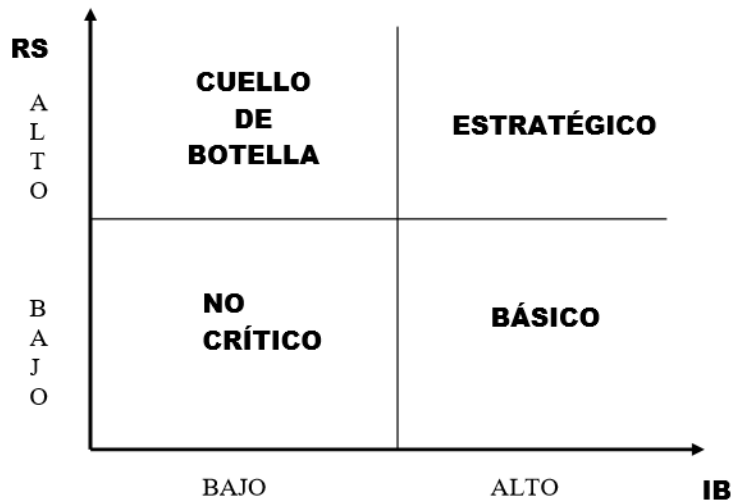 RS
A
L
T
O
CUELLO
DE
BOTELLA
ESTRATÉGICO
B
A
J
O
NO
CRÍTICO
BÁSICO
BAJO
ALTO
IB